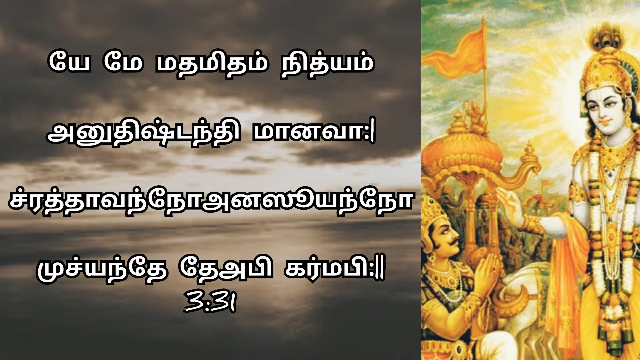 யே மே மதமிதம் நித்யம்
அனுதிஷ்டந்தி மானவா:|
ச்ரத்தாவந்நோஅனஸூயந்நோ
முச்யந்தே தேஅபி கர்மபி:||
3:31